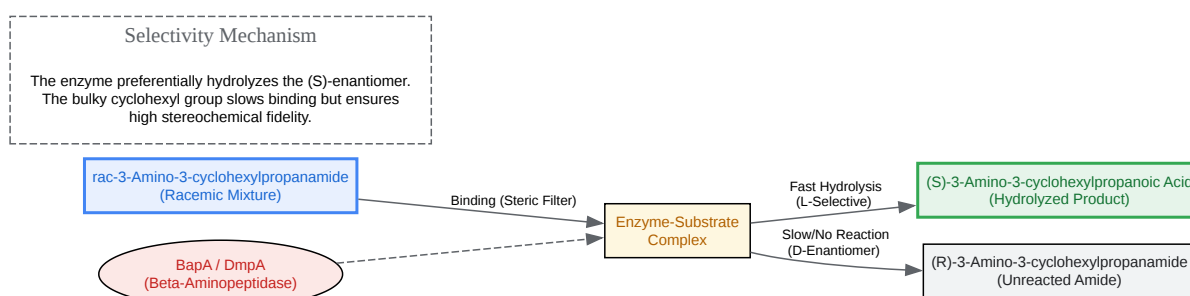 Selectivity Mechanism
The enzyme preferentially hydrolyzes the (S)-enantiomer.
The bulky cyclohexyl group slows binding but ensures
high stereochemical fidelity.
rac-3-Amino-3-cyclohexylpropanamide
(Racemic Mixture)
BapA / DmpA
(Beta-Aminopeptidase)
Binding (Steric Filter)
Enzyme-Substrate
Complex
Fast Hydrolysis
(L-Selective)
Slow/No Reaction
(D-Enantiomer)
(S)-3-Amino-3-cyclohexylpropanoic Acid
(Hydrolyzed Product)
(R)-3-Amino-3-cyclohexylpropanamide
(Unreacted Amide)